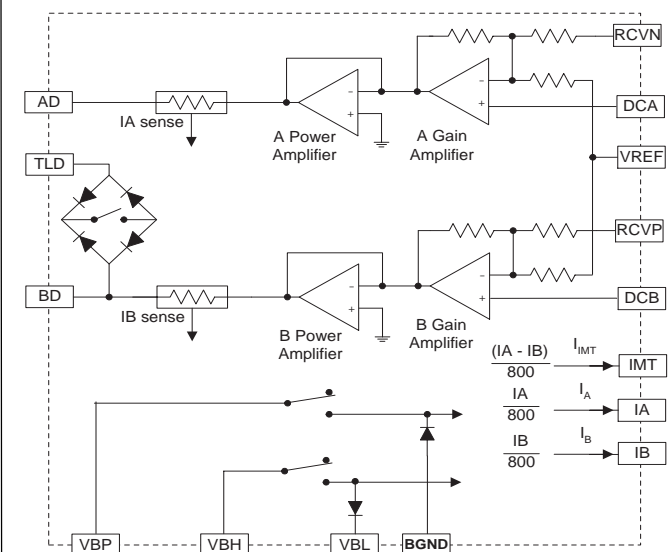 RCVN
AD
IA sense
A Power
Amplifier
A Gain
Amplifier
DCA
TLD
VREF
RCVP
BD
IB sense
B Power
Amplifier
B Gain
Amplifier
DCB
(IA - IB)
800
IIMT
IMT
IA
800
IA
IA
IB
800
IB
IB
VBP
VBH
VBL
BGND
- 
+
-
+
-
+
-
+